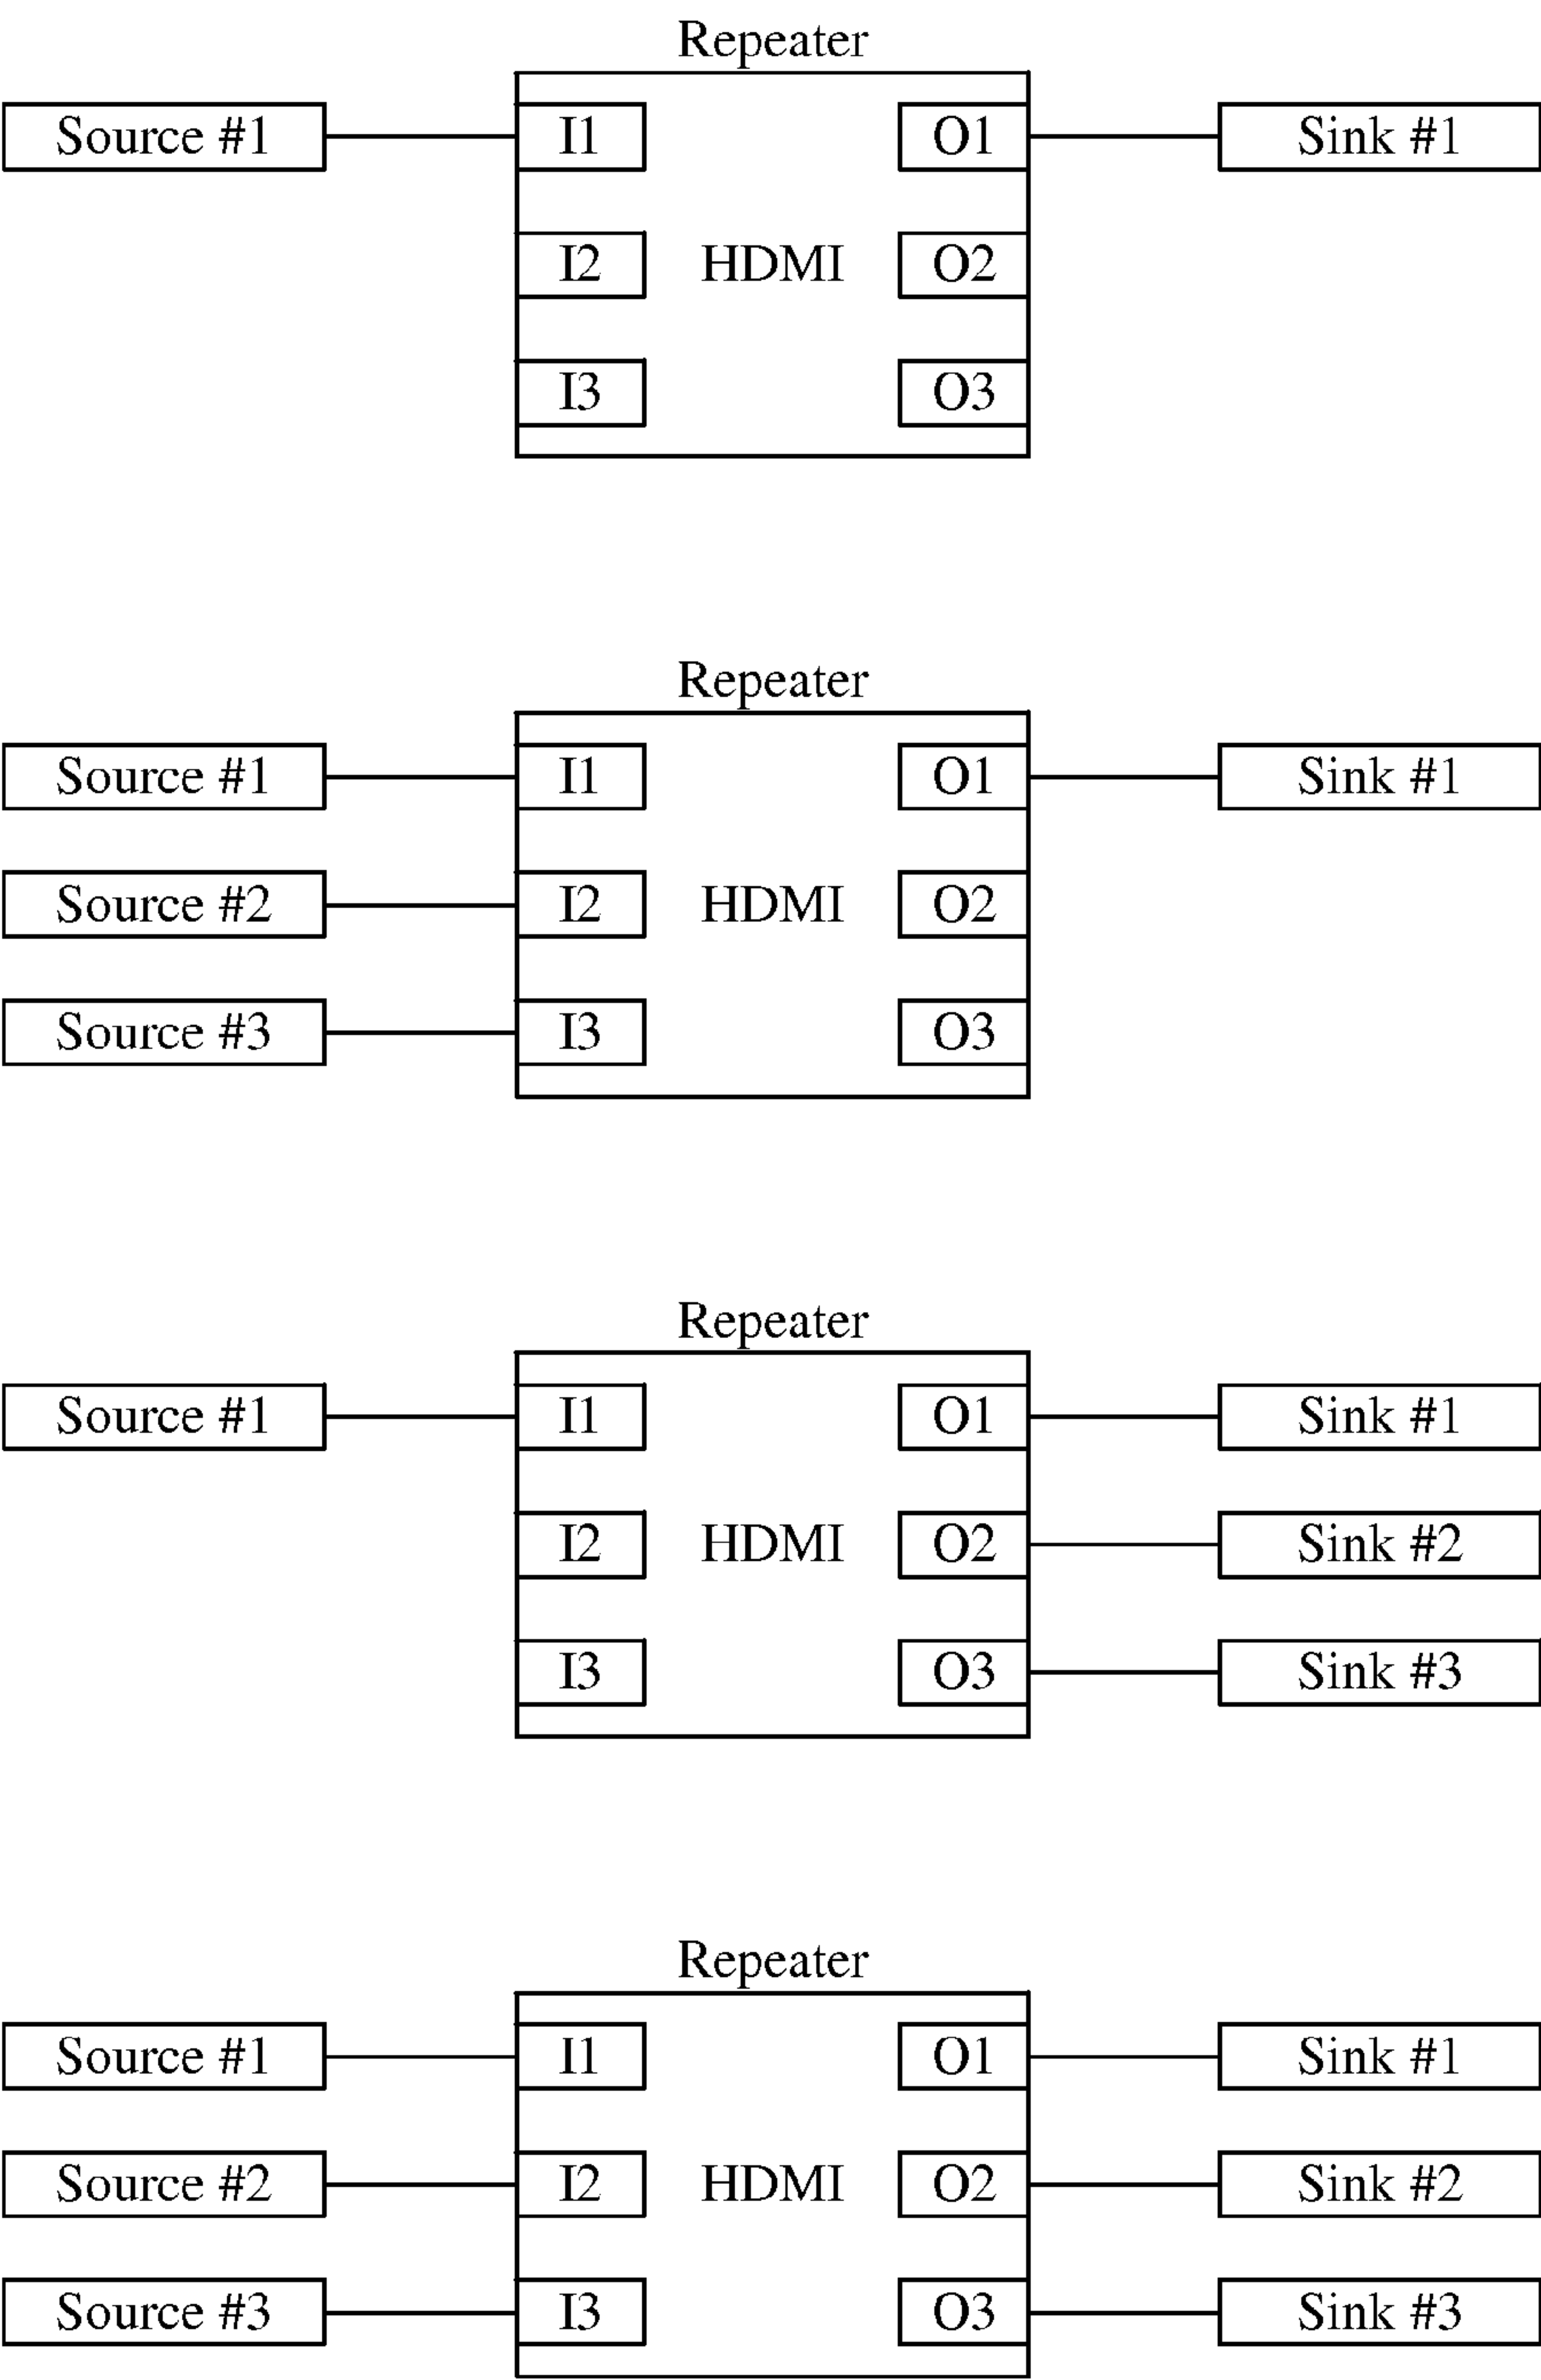 Repeater
Source #1 I1 O1 Sink #1
I2 HDMI O2
I3 O3
Repeater
Source #1 I1 O1 Sink #1
Source #2 I2 HDMI O2
Source #3 I3 O3
Repeater
Source #1 I1 O1 Sink #1
I2 HDMI O2 Sink #2
I3 O3 Sink #3
Repeater
Source #1 I1 O1 Sink #1
Source #2 I2 HDMI O2 Sink #2
Source #3 I3 O3 Sink #3